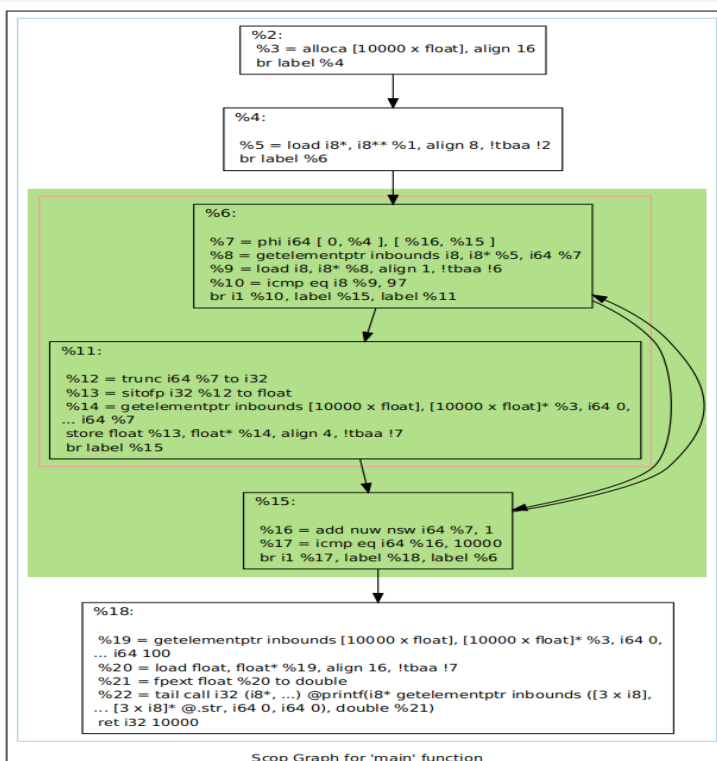 %2:
%3 = alloca [10000 x float], align 16
br label %4
%4:
%5 = load i8*, i8** %1, align 8, !tbaa !2
br label %6
%6:
%7 = phi i64 [ 0, %4 ], [ %16, %15 ]
%8 = getelementptr inbounds i8, i8* %5, i64 %7
%9 = load i8, i8* %8, align 1, !tbaa !6
%10 = icmp eq i8 %9, 97
br i1 %10, label %15, label %11
%11:
%12 = trunc i64 %7 to i32
%13 = sitofp i32 %12 to float
%14 = getelementptr inbounds [10000 x float], [10000 x float]* %3, i64 0,
... i64 %7
store float %13, float* %14, align 4, !tbaa !7
br label %15
%15:
%16 = add nuw nsw i64 %7, 1
%17 = icmp eq i64 %16, 10000
br i1 %17, label %18, label %6
%18:
%19 = getelementptr inbounds [10000 x float], [10000 x float]* %3, i64 0,
... i64 100
%20 = load float, float* %19, align 16, !tbaa !7
%21 = fpext float %20 to double
%22 = tail call i32 (i8*, ...) @printf(i8* getelementptr inbounds ([3 x i8],
... [3 x i8]* @.str, i64 0, i64 0), double %21)
ret i32 10000
Scop Graph for 'main' function